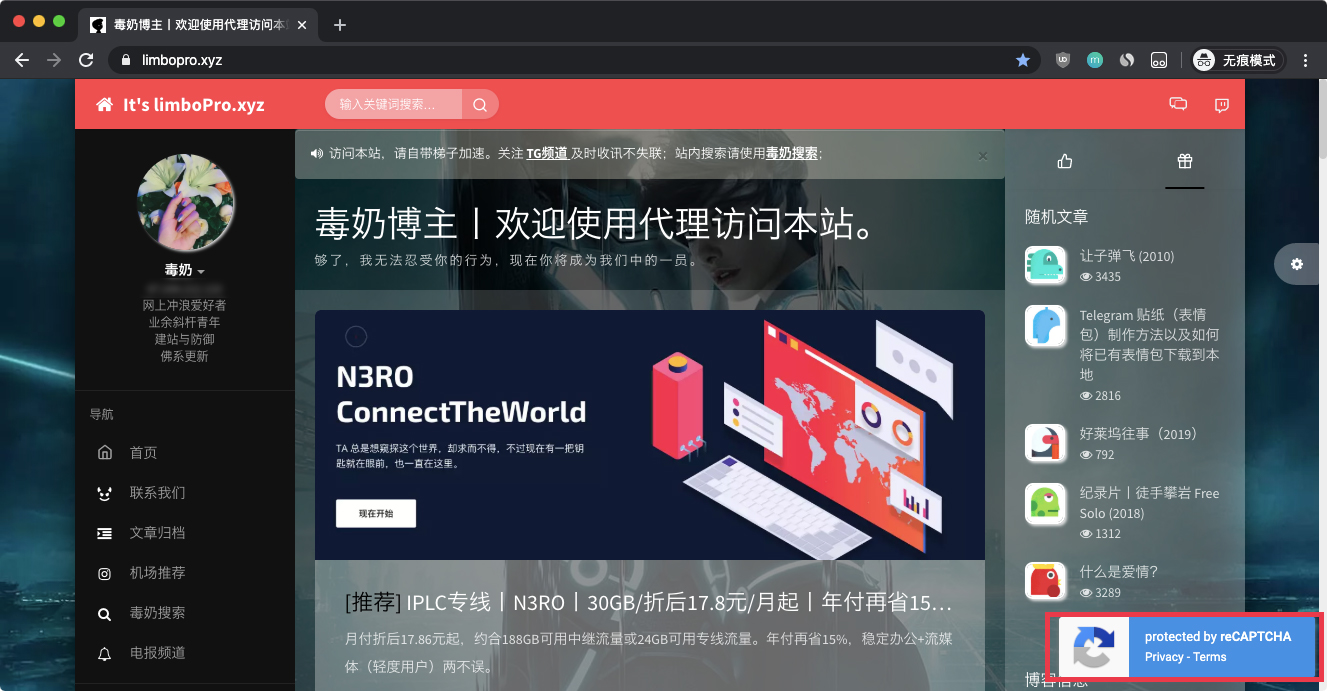 毒奶博主丨欢迎使用代理访问本
limbopro.xyz
无痕模式
It's limboPro.xyz
输入关键词搜索...
毒奶
网上冲浪爱好者
业余斜杆青年
建站与防御
佛系更新
导航
首页
联系我们
文章归档
机场推荐
毒奶搜索
电报频道
访问本站，请自带梯子加速。关注 TG频道 及时收讯不失联；站内搜索请使用毒奶搜索；
毒奶博主丨欢迎使用代理访问本站。
够了，我无法忍受你的行为，现在你将成为我们中的一员。
N3RO
ConnectTheWorld
TA 总是想窥探这个世界，却求而不得，不过现在有一把钥
匙就在眼前，也一直在这里。
现在开始
[推荐] IPLC专线丨N3RO丨30GB/折后17.8元/月起丨年付再省15…
月付折后17.86元起，约合188GB可用中继流量或24GB可用专线流量。年付再省15%，稳定办公+流媒
体（轻度用户）两不误。
随机文章
让子弹飞 (2010)
3435
Telegram 贴纸（表情
包）制作方法以及如何
将已有表情包下载到本
地
2816
好莱坞往事（2019）
792
纪录片丨徒手攀岩 Free
Solo (2018)
1312
什么是爱情？
3289
博客信息
protected by reCAPTCHA
Privacy - Terms